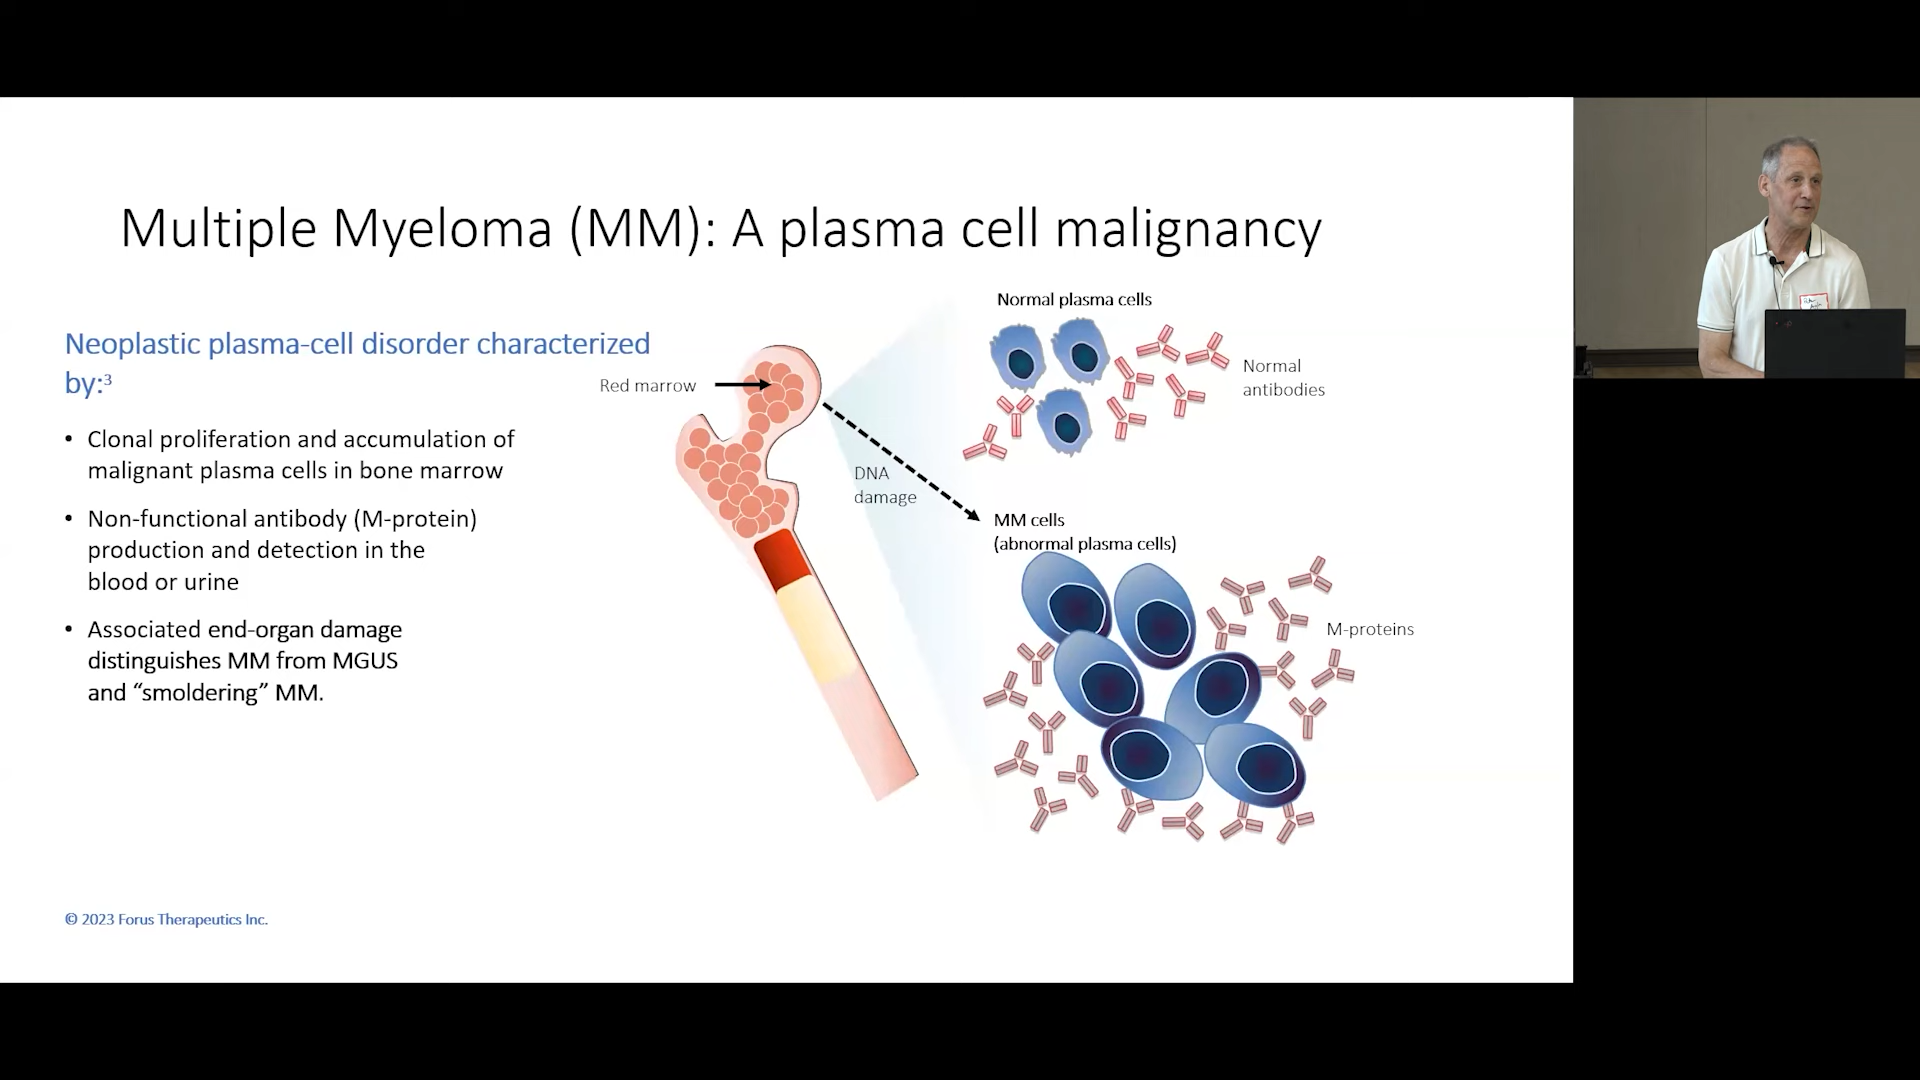 Multiple Myeloma (MM): A plasma cell malignancy
Neoplastic plasma-cell disorder characterized
by:³
• Clonal proliferation and accumulation of
malignant plasma cells in bone marrow
• Non-functional antibody (M-protein)
production and detection in the
blood or urine
• Associated end-organ damage
distinguishes MM from MGUS
and “smoldering” MM.
Red marrow
DNA
damage
Normal plasma cells
Normal
antibodies
MM cells
(abnormal plasma cells)
M-proteins
© 2023 Forus Therapeutics Inc.